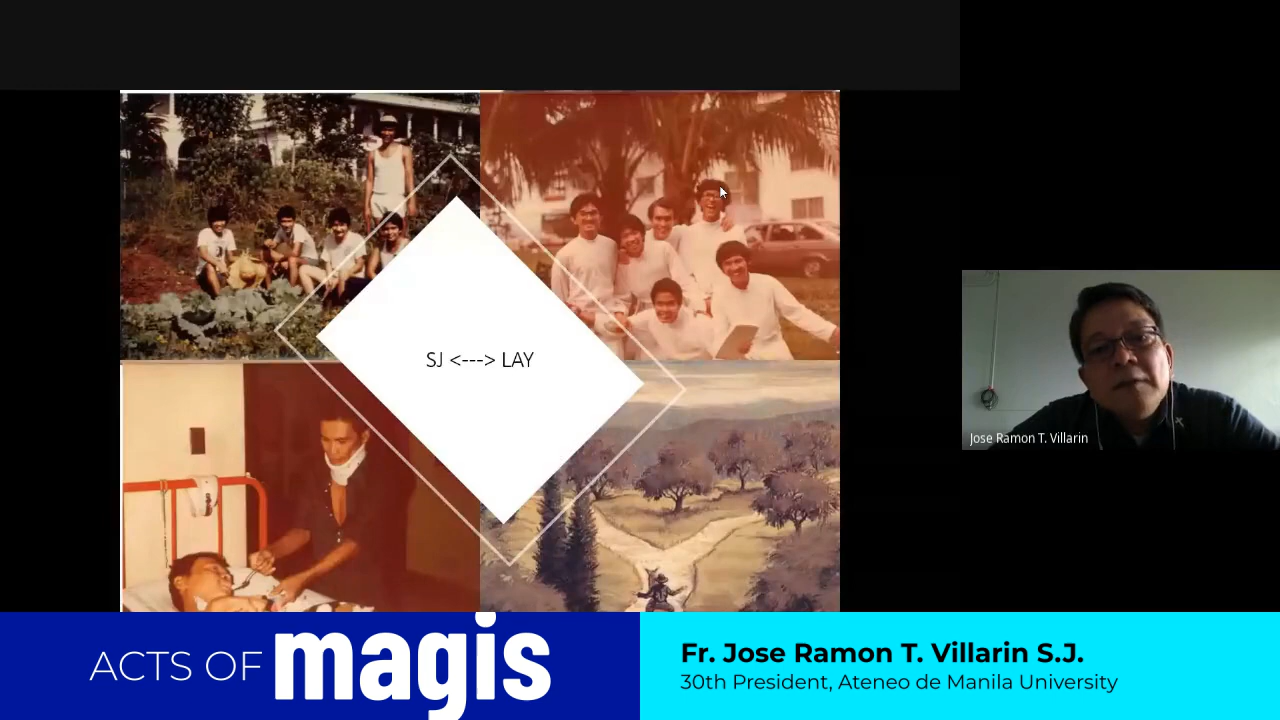 SJ <---> LAY
Jose Ramon T. Villarin
ACTS OF magis
Fr. Jose Ramon T. Villarin S.J.
30th President, Ateneo de Manila University